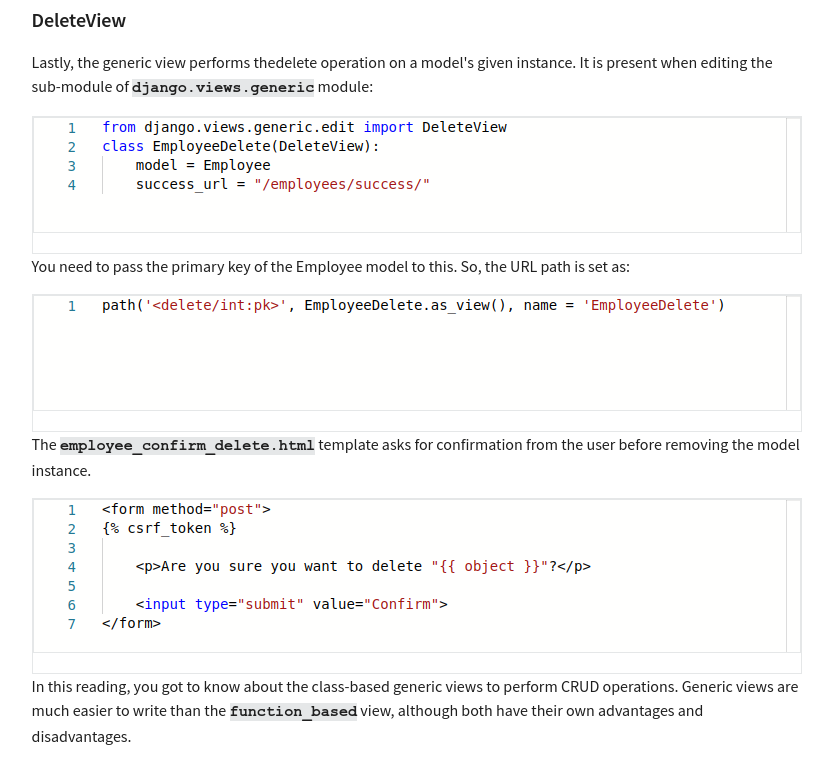 DeleteView
Lastly, the generic view performs thedelete operation on a model's given instance. It is present when editing the
sub-module of django.views.generic module:
1 from django.views.generic.edit import DeleteView
2 class EmployeeDelete(DeleteView):
3     model = Employee
4     success_url = "/employees/success/"
You need to pass the primary key of the Employee model to this. So, the URL path is set as:
1 path('<delete/int:pk>', EmployeeDelete.as_view(), name = 'EmployeeDelete')
The employee_confirm_delete.html template asks for confirmation from the user before removing the model
instance.
1 <form method="post">
2 {% csrf_token %}
3
4     <p>Are you sure you want to delete "{{ object }}"?</p>
5
6     <input type="submit" value="Confirm">
7 </form>
In this reading, you got to know about the class-based generic views to perform CRUD operations. Generic views are
much easier to write than the function_based view, although both have their own advantages and
disadvantages.